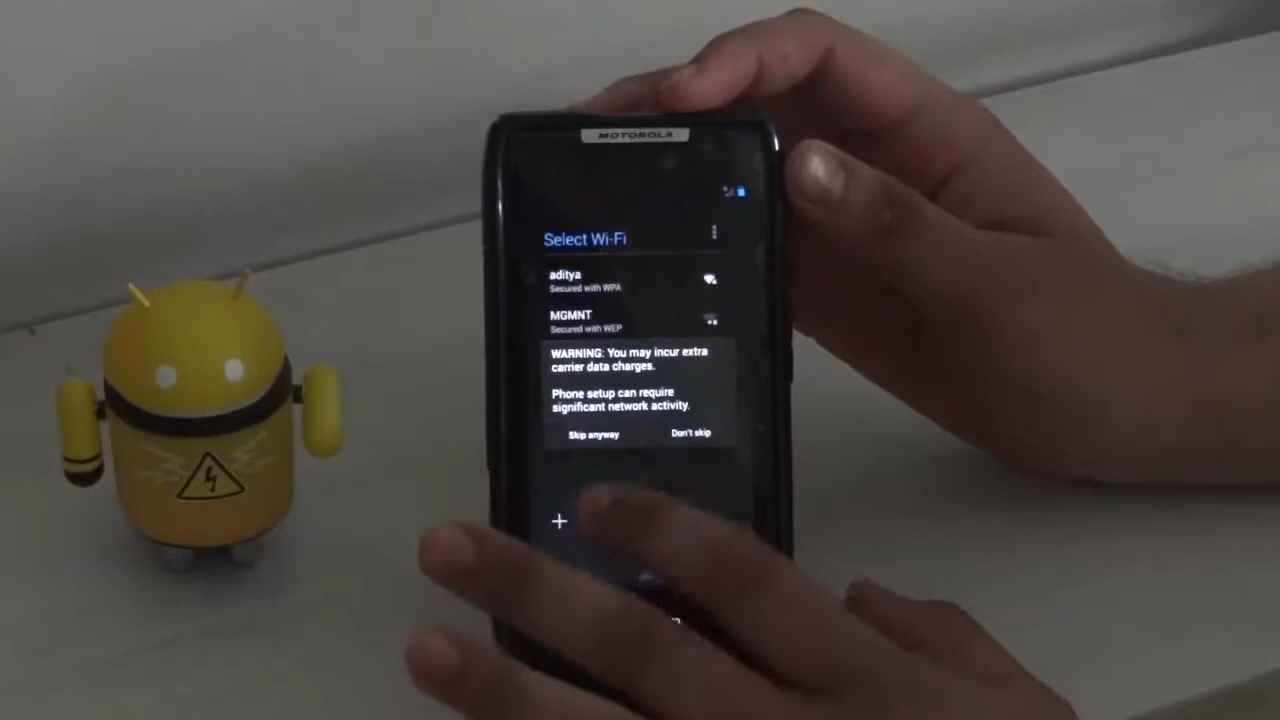 MOTOROLA
Select Wi-Fi
aditya
Secured with WPA
MGMNT
Secured with WEP
WARNING: You may incur extra
carrier data charges.
Phone setup can require
significant network activity.
Skip anyway Don't skip